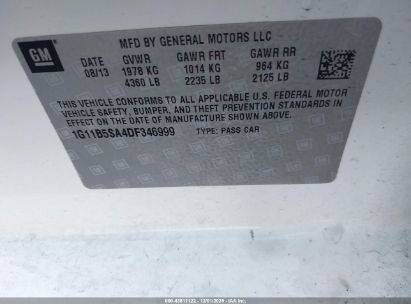 GM
MFD BY GENERAL MOTORS LLC
DATE GVWR GAWR FRT GAWR RR
08/13 1978 KG 1014 KG 964 KG
4360 LB 2235 LB 2125 LB
THIS VEHICLE CONFORMS TO ALL APPLICABLE U.S. FEDERAL MOTOR
VEHICLE SAFETY, BUMPER, AND THEFT PREVENTION STANDARDS IN
EFFECT ON THE DATE OF MANUFACTURE SHOWN ABOVE.
1G11B5SA4DF346999 TYPE: PASS CAR